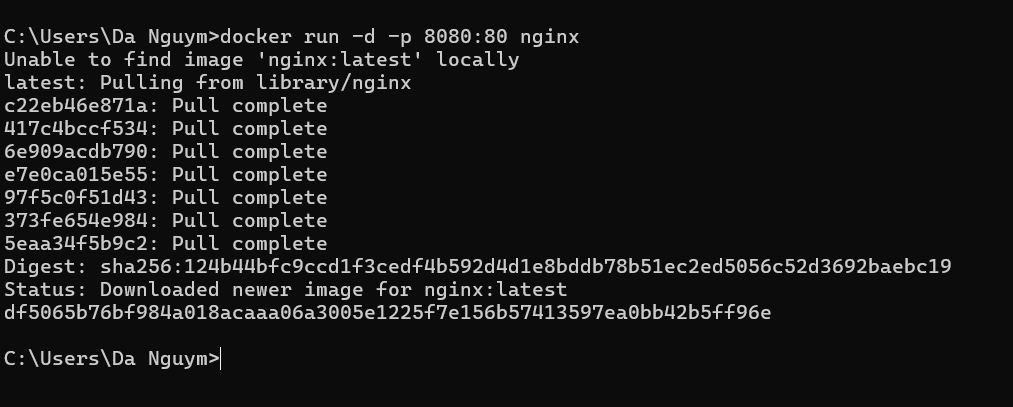 C:\Users\Da Nguym>docker run -d -p 8080:80 nginx
Unable to find image 'nginx:latest' locally
latest: Pulling from library/nginx
c22eb46e871a: Pull complete
417c4bccf534: Pull complete
6e909acdb790: Pull complete
e7e0ca015e55: Pull complete
97f5c0f51d43: Pull complete
373fe654e984: Pull complete
5eaa34f5b9c2: Pull complete
Digest: sha256:124b44bfc9ccd1f3cedf4b592d4d1e8bddb78b51ec2ed5056c52d3692baebc19
Status: Downloaded newer image for nginx:latest
df5065b76bf984a018acaaa06a3005e1225f7e156b57413597ea0bb42b5ff96e
C:\Users\Da Nguym>